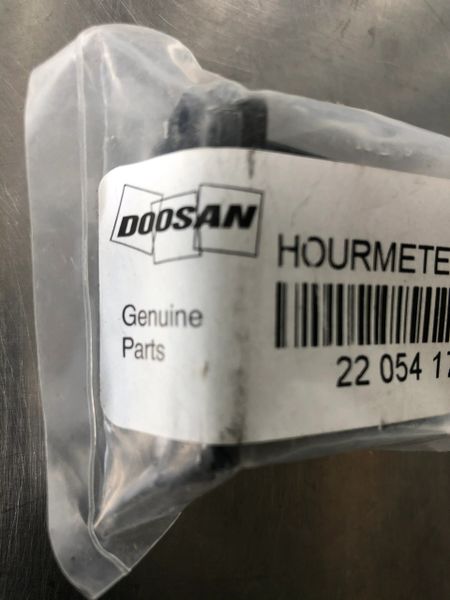 DOOSAN
HOURMETE
Genuine
Parts
22 054 17